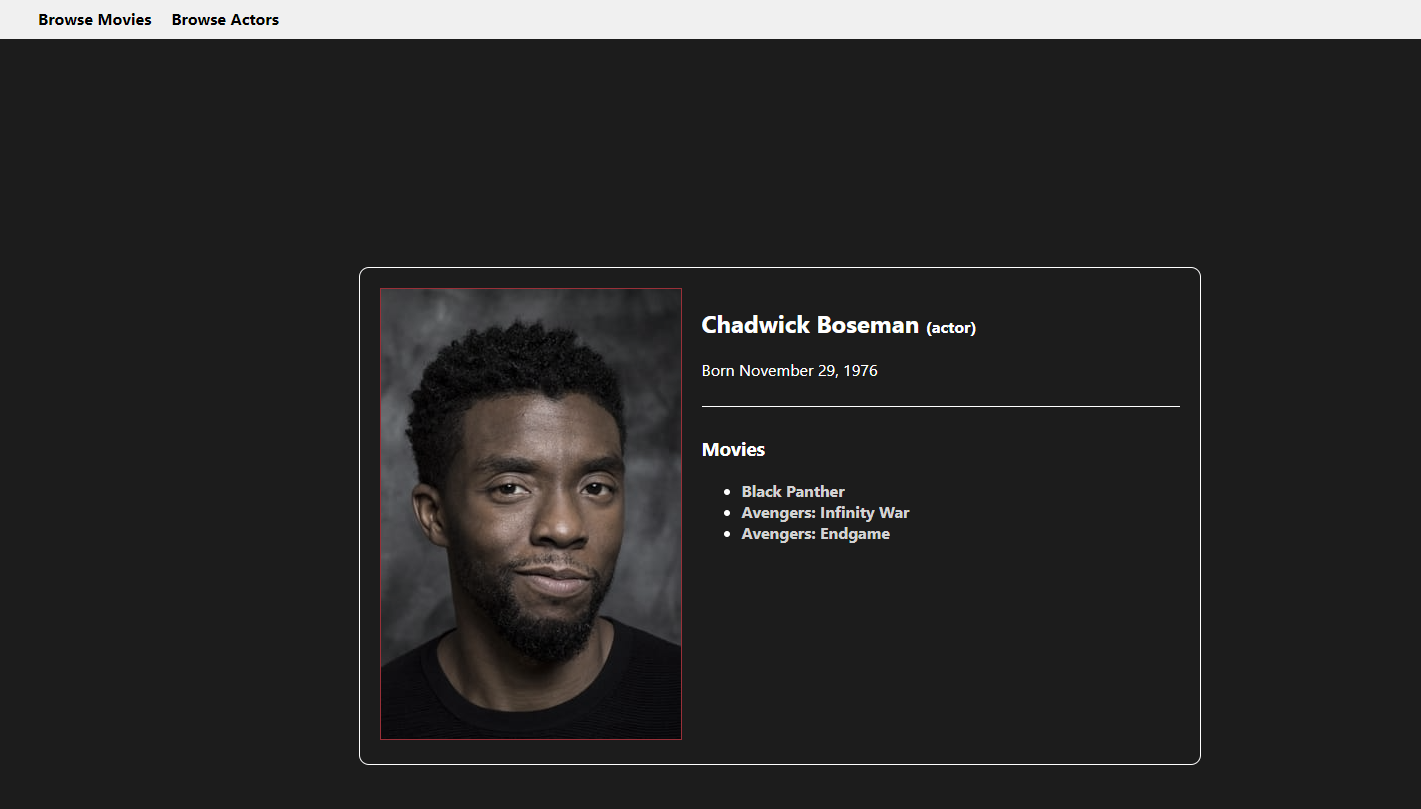 Browse Movies Browse Actors
Chadwick Boseman (actor)
Born November 29, 1976
Movies
Black Panther
Avengers: Infinity War
Avengers: Endgame